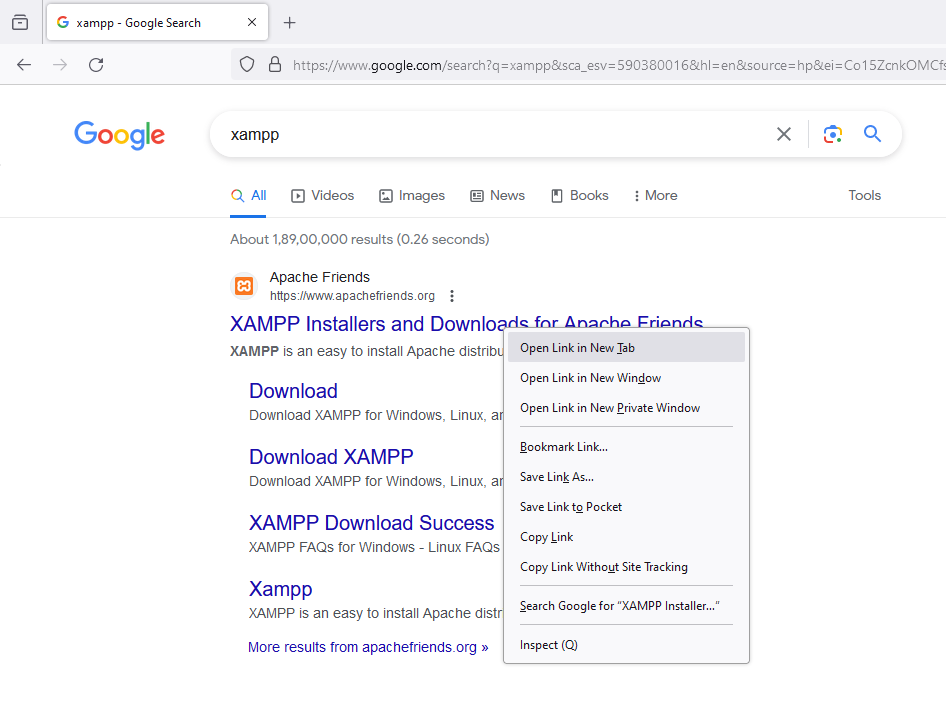 xampp - Google Search
https://www.google.com/search?q=xampp&sca_esv=590380016&hl=en&source=hp&ei=Co15ZcnkOMCfs
Google
xampp
All Videos Images News Books More Tools
About 1,89,00,000 results (0.26 seconds)
Apache Friends
https://www.apachefriends.org
XAMPP Installers and Downloads for Apache Friends
XAMPP is an easy to install Apache distribu
Download
Download XAMPP for Windows, Linux, an
Download XAMPP
Download XAMPP for Windows, Linux, an
XAMPP Download Success
XAMPP FAQs for Windows - Linux FAQs
Xampp
XAMPP is an easy to install Apache distr
More results from apachefriends.org »
Open Link in New Tab
Open Link in New Window
Open Link in New Private Window
Bookmark Link...
Save Link As...
Save Link to Pocket
Copy Link
Copy Link Without Site Tracking
Search Google for “XAMPP Installer...”
Inspect (Q)